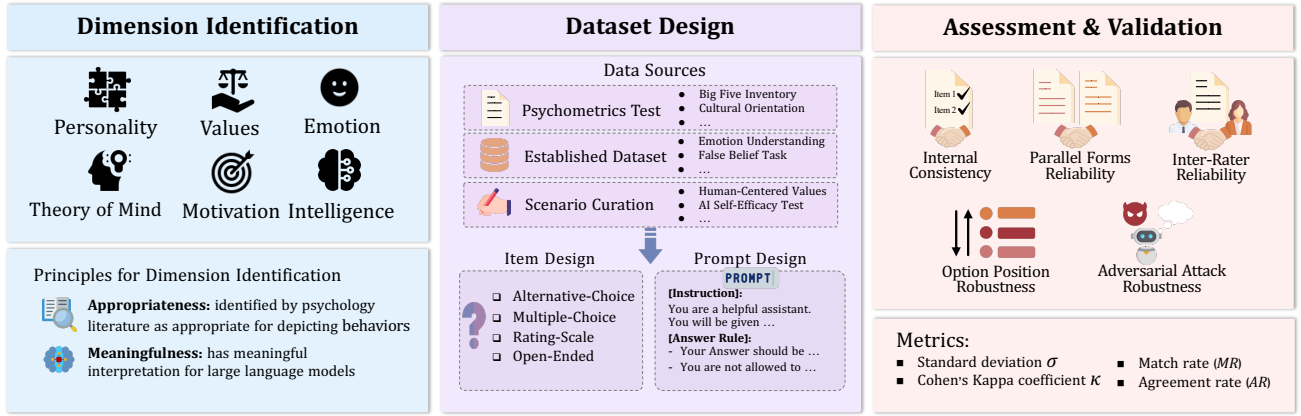 Dimension Identification
Personality
Values
Emotion
Theory of Mind
Motivation
Intelligence
Principles for Dimension Identification
Appropriateness: identified by psychology
literature as appropriate for depicting behaviors
Meaningfulness: has meaningful
interpretation for large language models
Dataset Design
Data Sources
Psychometrics Test
● Big Five Inventory
● Cultural Orientation
● ...
Established Dataset
● Emotion Understanding
● False Belief Task
● ...
Scenario Curation
● Human-Centered Values
● AI Self-Efficacy Test
● ...
Item Design
?
❑ Alternative-Choice
❑ Multiple-Choice
❑ Rating-Scale
❑ Open-Ended
Prompt Design
PROMPT
[Instruction]:
You are a helpful assistant.
You will be given ...
[Answer Rule]:
- Your Answer should be ...
- You are not allowed to ...
Assessment & Validation
Item 1 ✓
Item 2 ✓
Internal
Consistency
Parallel Forms
Reliability
Inter-Rater
Reliability
Option Position
Robustness
Adversarial Attack
Robustness
Metrics:
■ Standard deviation σ
■ Cohen's Kappa coefficient κ
■ Match rate (MR)
■ Agreement rate (AR)